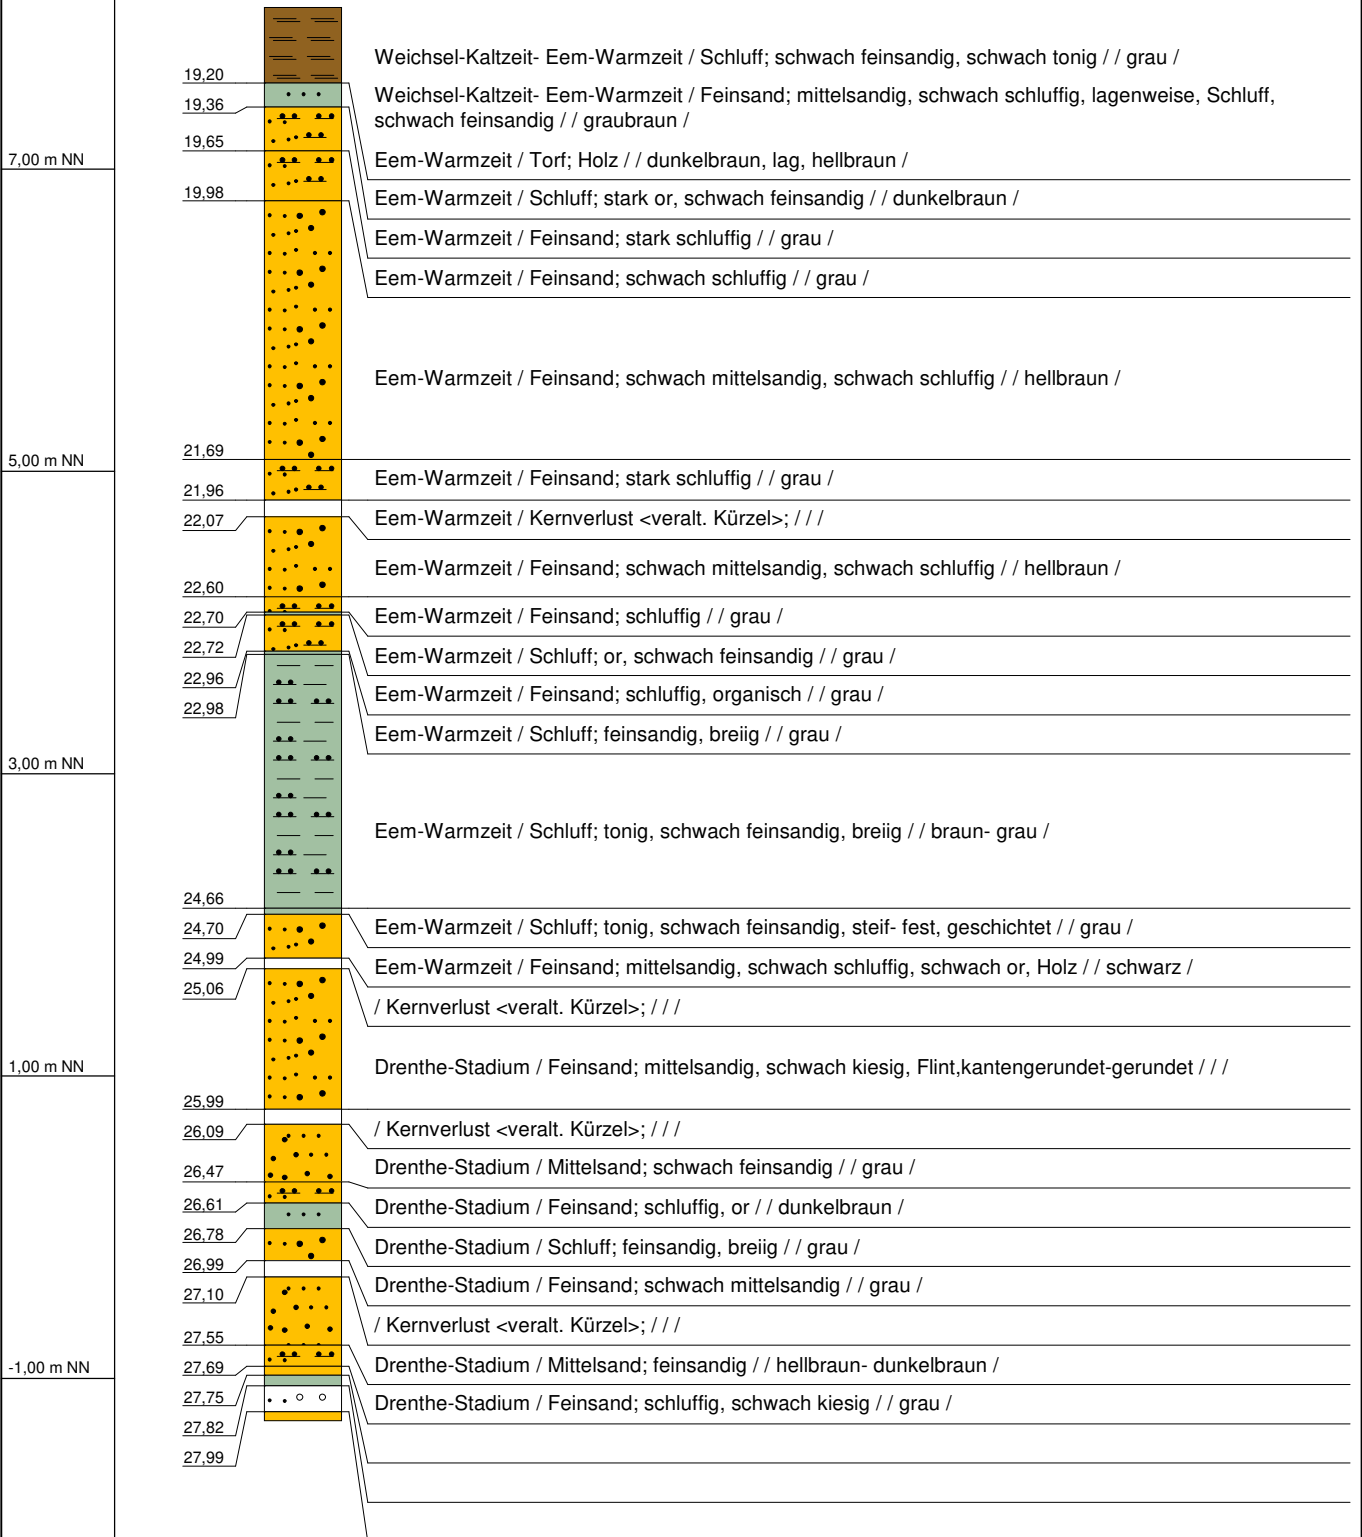 Weichsel-Kaltzeit- Eem-Warmzeit / Schluff; schwach feinsandig, schwach tonig / / grau /
19,20
Weichsel-Kaltzeit- Eem-Warmzeit / Feinsand; mittelsandig, schwach schluffig, lagenweise, Schluff,
schwach feinsandig / / graubraun /
19,36
19,65
7,00 m NN
Eem-Warmzeit / Torf; Holz / / dunkelbraun, lag, hellbraun /
19,98
Eem-Warmzeit / Schluff; stark or, schwach feinsandig / / dunkelbraun /
Eem-Warmzeit / Feinsand; stark schluffig / / grau /
Eem-Warmzeit / Feinsand; schwach schluffig / / grau /
Eem-Warmzeit / Feinsand; schwach mittelsandig, schwach schluffig / / hellbraun /
21,69
5,00 m NN
Eem-Warmzeit / Feinsand; stark schluffig / / grau /
21,96
22,07
Eem-Warmzeit / Kernverlust <veralt. Kürzel>; / / /
Eem-Warmzeit / Feinsand; schwach mittelsandig, schwach schluffig / / hellbraun /
22,60
22,70
Eem-Warmzeit / Feinsand; schluffig / / grau /
22,72
Eem-Warmzeit / Schluff; or, schwach feinsandig / / grau /
22,96
Eem-Warmzeit / Feinsand; schluffig, organisch / / grau /
22,98
Eem-Warmzeit / Schluff; feinsandig, breiig / / grau /
3,00 m NN
Eem-Warmzeit / Schluff; tonig, schwach feinsandig, breiig / / braun- grau /
24,66
24,70
Eem-Warmzeit / Schluff; tonig, schwach feinsandig, steif- fest, geschichtet / / grau /
24,99
Eem-Warmzeit / Feinsand; mittelsandig, schwach schluffig, schwach or, Holz / / schwarz /
25,06
/ Kernverlust <veralt. Kürzel>; / / /
1,00 m NN
Drenthe-Stadium / Feinsand; mittelsandig, schwach kiesig, Flint,kantengerundet-gerundet / / /
25,99
26,09
/ Kernverlust <veralt. Kürzel>; / / /
26,47
Drenthe-Stadium / Mittelsand; schwach feinsandig / / grau /
26,61
Drenthe-Stadium / Feinsand; schluffig, or / / dunkelbraun /
26,78
Drenthe-Stadium / Schluff; feinsandig, breiig / / grau /
26,99
Drenthe-Stadium / Feinsand; schwach mittelsandig / / grau /
27,10
/ Kernverlust <veralt. Kürzel>; / / /
27,55
Drenthe-Stadium / Mittelsand; feinsandig / / hellbraun- dunkelbraun /
27,69
-1,00 m NN
27,75
Drenthe-Stadium / Feinsand; schluffig, schwach kiesig / / grau /
27,82
27,99